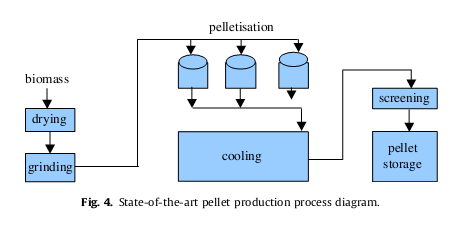 pelletisation
biomass
drying
grinding
cooling
screening
pellet
storage
Fig. 4. State-of-the-art pellet production process diagram.